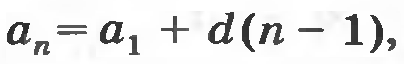 aₙ = a₁ + d(n − 1),